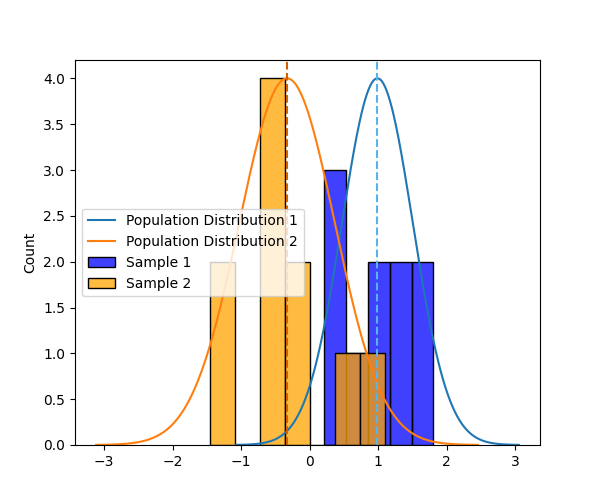 4.0
3.5
3.0
2.5
2.0
1.5
1.0
0.5
0.0
Count
Population Distribution 1
Population Distribution 2
Sample 1
Sample 2
−3 −2 −1 0 1 2 3